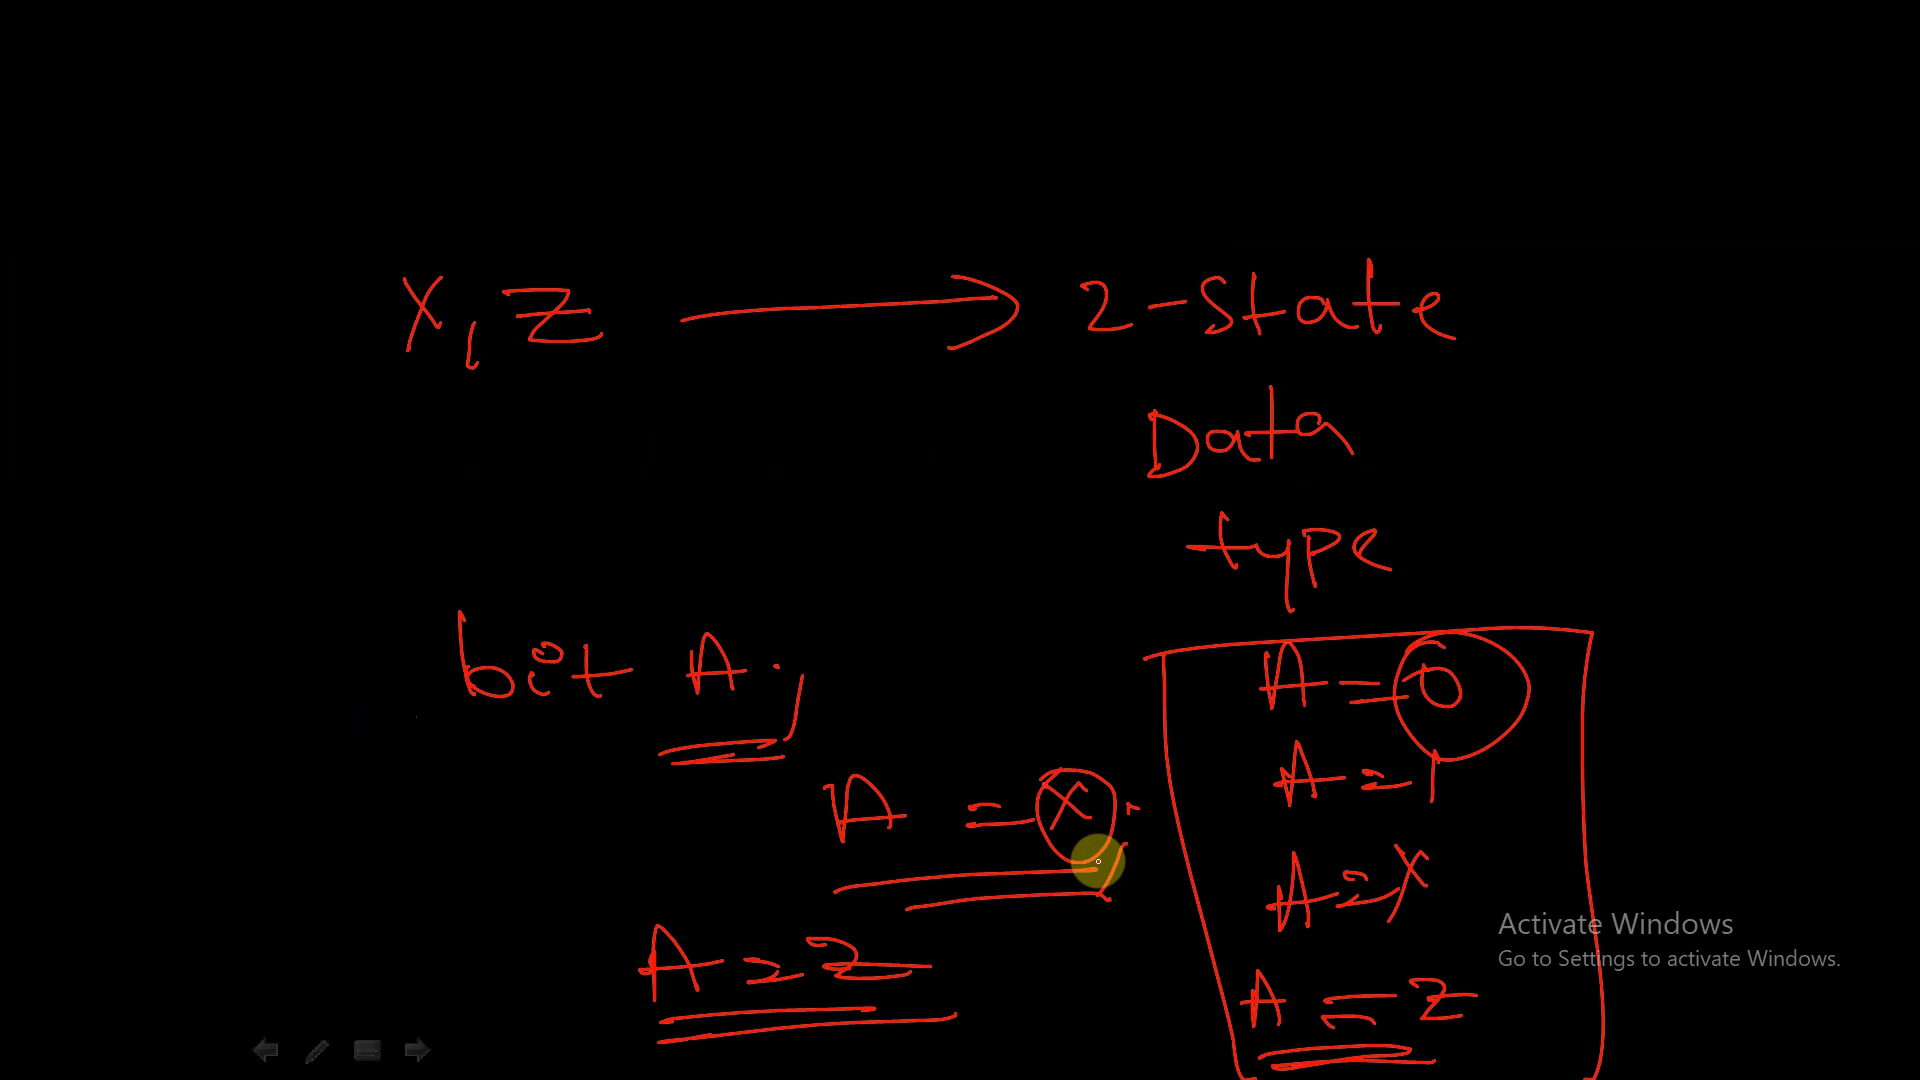 X, Z → 2-State
Data
type
bit A;
A = X;
A = Z
A = 0
A = 1
A = X
A = Z
Activate Windows
Go to Settings to activate Windows.